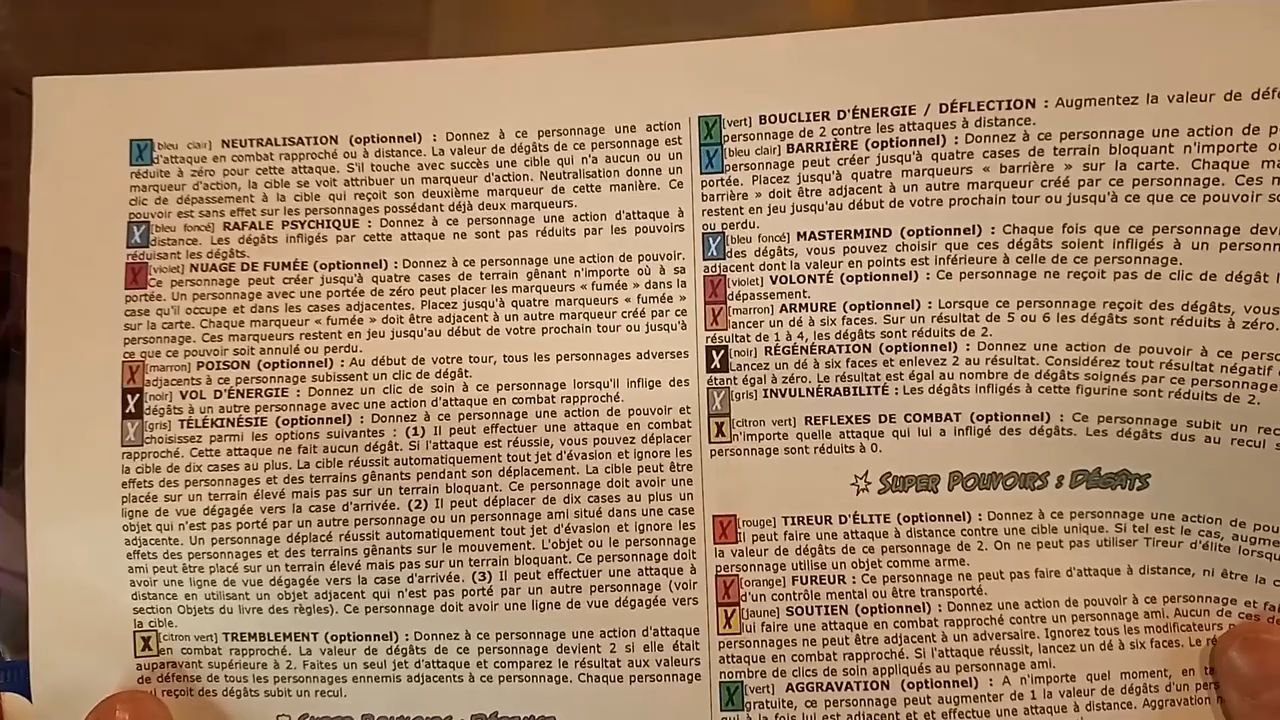 X [bleu clair] NEUTRALISATION (optionnel) : Donnez à ce personnage une action
d'attaque en combat rapproché ou à distance. La valeur de dégâts de ce personnage est
réduite à zéro pour cette attaque. S'il touche avec succès une cible qui n'a aucun ou un
marqueur d'action, la cible se voit attribuer un marqueur d'action. Neutralisation donne un
clic de dépassement à la cible qui reçoit son deuxième marqueur de cette manière. Ce
pouvoir est sans effet sur les personnages possédant déjà deux marqueurs.
X [bleu foncé] RAFALE PSYCHIQUE : Donnez à ce personnage une action d'attaque à
distance. Les dégâts infligés par cette attaque ne sont pas réduits par les pouvoirs
réduisant les dégâts.
X [violet] NUAGE DE FUMÉE (optionnel) : Donnez à ce personnage une action de pouvoir.
Ce personnage peut créer jusqu'à quatre cases de terrain gênant n'importe où à sa
portée. Un personnage avec une portée de zéro peut placer les marqueurs « fumée » dans la
case qu'il occupe et dans les cases adjacentes. Placez jusqu'à quatre marqueurs « fumée »
sur la carte. Chaque marqueur « fumée » doit être adjacent à un autre marqueur créé par ce
personnage. Ces marqueurs restent en jeu jusqu'au début de votre prochain tour ou jusqu'à
ce que ce pouvoir soit annulé ou perdu.
X [marron] POISON (optionnel) : Au début de votre tour, tous les personnages adverses
adjacents à ce personnage subissent un clic de dégât.
X [noir] VOL D'ÉNERGIE : Donnez un clic de soin à ce personnage lorsqu'il inflige des
dégâts à un autre personnage avec une action d'attaque en combat rapproché.
X [gris] TÉLÉKINÉSIE (optionnel) : Donnez à ce personnage une action de pouvoir et
choisissez parmi les options suivantes : (1) Il peut effectuer une attaque en combat
rapproché. Cette attaque ne fait aucun dégât. Si l'attaque est réussie, vous pouvez déplacer
la cible de dix cases au plus. La cible réussit automatiquement tout jet d'évasion et ignore les
effets des personnages et des terrains gênants pendant son déplacement. La cible peut être
placée sur un terrain élevé mais pas sur un terrain bloquant. Ce personnage doit avoir une
ligne de vue dégagée vers la case d'arrivée. (2) Il peut déplacer de dix cases au plus un
objet qui n'est pas porté par un autre personnage ou un personnage ami situé dans une case
adjacente. Un personnage déplacé réussit automatiquement tout jet d'évasion et ignore les
effets des personnages et des terrains gênants sur le mouvement. L'objet ou le personnage
ami peut être placé sur un terrain élevé mais pas sur un terrain bloquant. Ce personnage doit
avoir une ligne de vue dégagée vers la case d'arrivée. (3) Il peut effectuer une attaque à
distance en utilisant un objet adjacent qui n'est pas porté par un autre personnage (voir
section Objets du livre des règles). Ce personnage doit avoir une ligne de vue dégagée vers
la cible.
X [citron vert] TREMBLEMENT (optionnel) : Donnez à ce personnage une action d'attaque
en combat rapproché. La valeur de dégâts de ce personnage devient 2 si elle était
auparavant supérieure à 2. Faites un seul jet d'attaque et comparez le résultat aux valeurs
de défense de tous les personnages ennemis adjacents à ce personnage. Chaque personnage
reçoit des dégâts subit un recul.
SUPER POUVOIRS : DÉFENSE
X [vert] BOUCLIER D'ÉNERGIE / DÉFLECTION : Augmentez la valeur de
personnage de 2 contre les attaques à distance.
X [bleu clair] BARRIÈRE (optionnel) : Donnez à ce personnage une action de
personnage peut créer jusqu'à quatre cases de terrain bloquant n'importe
portée. Placez jusqu'à quatre marqueurs « barrière » sur la carte. Chaque
barrière » doit être adjacent à un autre marqueur créé par ce personnage. Ces
restent en jeu jusqu'au début de votre prochain tour ou jusqu'à ce que ce pouvoir
ou perdu.
X [bleu foncé] MASTERMIND (optionnel) : Chaque fois que ce personnage
des dégâts, vous pouvez choisir que ces dégâts soient infligés à un
adjacent dont la valeur en points est inférieure à celle de ce personnage.
X [violet] VOLONTÉ (optionnel) : Ce personnage ne reçoit pas de clic de dégât
dépassement.
X [marron] ARMURE (optionnel) : Lorsque ce personnage reçoit des dégâts, vous
lancer un dé à six faces. Sur un résultat de 5 ou 6 les dégâts sont réduits à zéro.
résultat de 1 à 4, les dégâts sont réduits de 2.
X [noir] RÉGÉNÉRATION (optionnel) : Donnez une action de pouvoir à ce
Lancez un dé à six faces et enlevez 2 au résultat. Considérez tout résultat négatif
étant égal à zéro. Le résultat est égal au nombre de dégâts soignés par ce personnage
X [gris] INVULNÉRABILITÉ : Les dégâts infligés à cette figurine sont réduits de 2.
X [citron vert] REFLEXES DE COMBAT (optionnel) : Ce personnage subit un
n'importe quelle attaque qui lui a infligé des dégâts. Les dégâts dus au recul
personnage sont réduits à 0.
SUPER POUVOIRS : DÉGÂTS
X [rouge] TIREUR D'ÉLITE (optionnel) : Donnez à ce personnage une action de
Il peut faire une attaque à distance contre une cible unique. Si tel est le cas,
la valeur de dégâts de ce personnage de 2. On ne peut pas utiliser Tireur d'élite
personnage utilise un objet comme arme.
X [orange] FUREUR : Ce personnage ne peut pas faire d'attaque à distance, ni être la
d'un contrôle mental ou être transporté.
X [jaune] SOUTIEN (optionnel) : Donnez une action de pouvoir à ce personnage et
lui faire une attaque en combat rapproché contre un personnage ami. Aucun de ces
personnages ne peut être adjacent à un adversaire. Ignorez tous les modificateurs
attaque en combat rapproché. Si l'attaque réussit, lancez un dé à six faces. Le
nombre de clics de soin appliqués au personnage ami.
X [vert] AGGRAVATION (optionnel) : A n'importe quel moment, en
gratuite, ce personnage peut augmenter de 1 la valeur de dégâts d'un
qui à la fois lui est adjacent et et effectue une attaque à distance. Aggravation